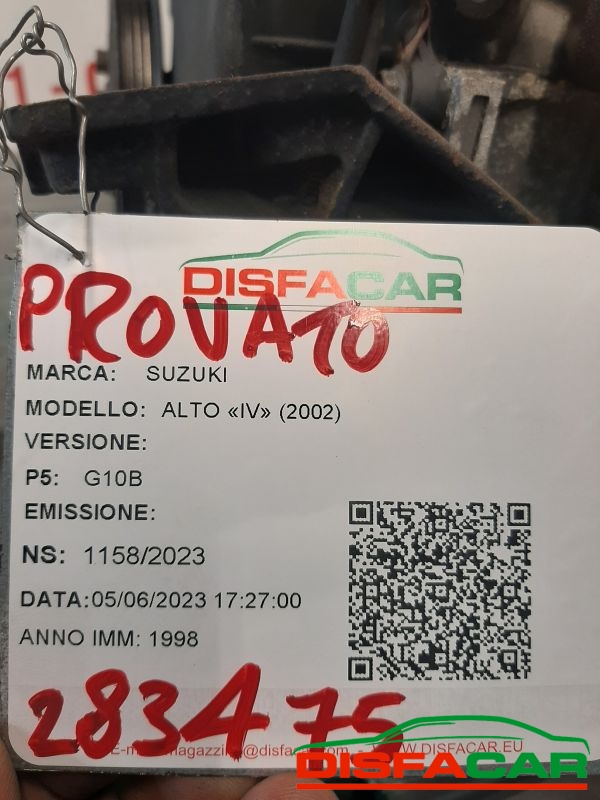 DISFACAR
PROVATO
MARCA: SUZUKI
MODELLO: ALTO «IV» (2002)
VERSIONE:
P5: G10B
EMISSIONE:
NS: 1158/2023
DATA:05/06/2023 17:27:00
ANNO IMM: 1998
283475
WWW.DISFACAR.EU
DISFACAR